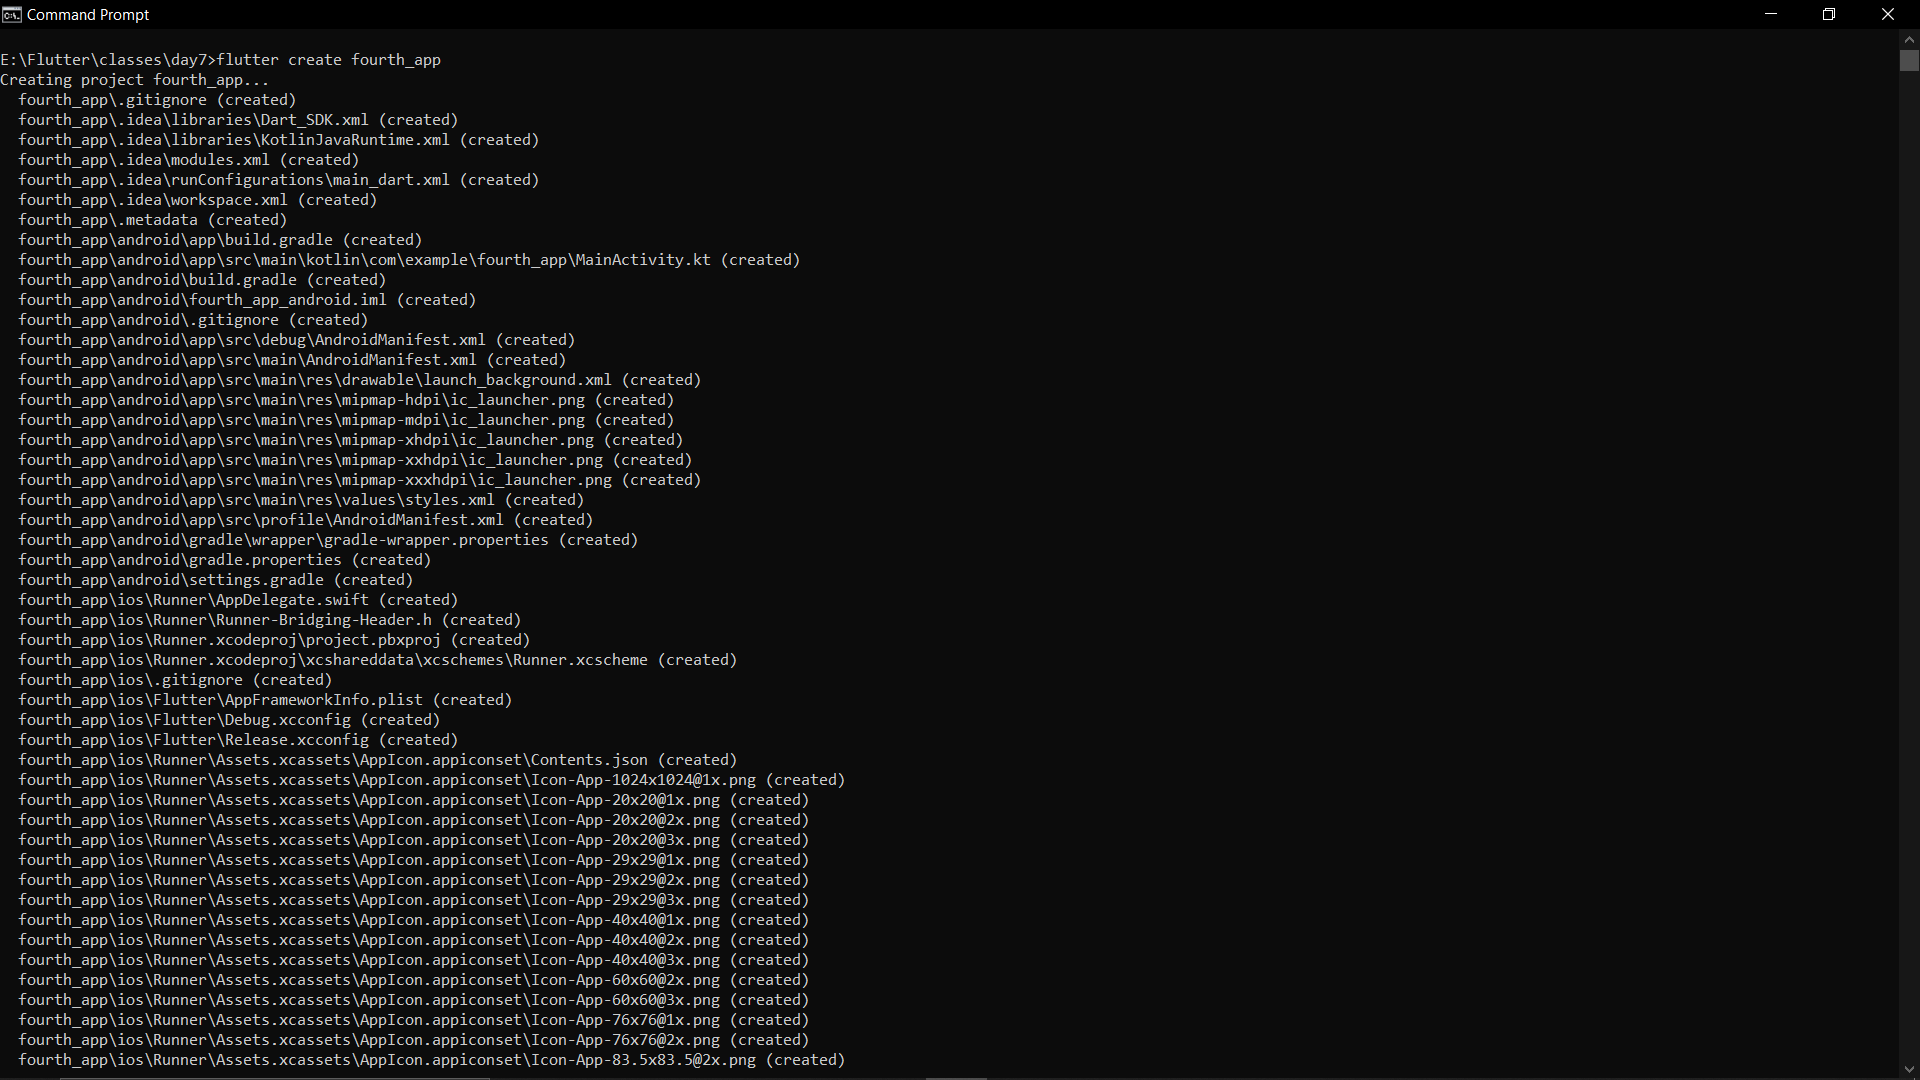 Command Prompt
E:\Flutter\classes\day7>flutter create fourth_app
Creating project fourth_app...
fourth_app\.gitignore (created)
fourth_app\.idea\libraries\Dart_SDK.xml (created)
fourth_app\.idea\libraries\KotlinJavaRuntime.xml (created)
fourth_app\.idea\modules.xml (created)
fourth_app\.idea\runConfigurations\main_dart.xml (created)
fourth_app\.idea\workspace.xml (created)
fourth_app\.metadata (created)
fourth_app\android\app\build.gradle (created)
fourth_app\android\app\src\main\kotlin\com\example\fourth_app\MainActivity.kt (created)
fourth_app\android\build.gradle (created)
fourth_app\android\fourth_app_android.iml (created)
fourth_app\android\.gitignore (created)
fourth_app\android\app\src\debug\AndroidManifest.xml (created)
fourth_app\android\app\src\main\AndroidManifest.xml (created)
fourth_app\android\app\src\main\res\drawable\launch_background.xml (created)
fourth_app\android\app\src\main\res\mipmap-hdpi\ic_launcher.png (created)
fourth_app\android\app\src\main\res\mipmap-mdpi\ic_launcher.png (created)
fourth_app\android\app\src\main\res\mipmap-xhdpi\ic_launcher.png (created)
fourth_app\android\app\src\main\res\mipmap-xxhdpi\ic_launcher.png (created)
fourth_app\android\app\src\main\res\mipmap-xxxhdpi\ic_launcher.png (created)
fourth_app\android\app\src\main\res\values\styles.xml (created)
fourth_app\android\app\src\profile\AndroidManifest.xml (created)
fourth_app\android\gradle\wrapper\gradle-wrapper.properties (created)
fourth_app\android\gradle.properties (created)
fourth_app\android\settings.gradle (created)
fourth_app\ios\Runner\AppDelegate.swift (created)
fourth_app\ios\Runner\Runner-Bridging-Header.h (created)
fourth_app\ios\Runner.xcodeproj\project.pbxproj (created)
fourth_app\ios\Runner.xcodeproj\xcshareddata\xcschemes\Runner.xcscheme (created)
fourth_app\ios\.gitignore (created)
fourth_app\ios\Flutter\AppFrameworkInfo.plist (created)
fourth_app\ios\Flutter\Debug.xcconfig (created)
fourth_app\ios\Flutter\Release.xcconfig (created)
fourth_app\ios\Runner\Assets.xcassets\AppIcon.appiconset\Contents.json (created)
fourth_app\ios\Runner\Assets.xcassets\AppIcon.appiconset\Icon-App-1024x1024@1x.png (created)
fourth_app\ios\Runner\Assets.xcassets\AppIcon.appiconset\Icon-App-20x20@1x.png (created)
fourth_app\ios\Runner\Assets.xcassets\AppIcon.appiconset\Icon-App-20x20@2x.png (created)
fourth_app\ios\Runner\Assets.xcassets\AppIcon.appiconset\Icon-App-20x20@3x.png (created)
fourth_app\ios\Runner\Assets.xcassets\AppIcon.appiconset\Icon-App-29x29@1x.png (created)
fourth_app\ios\Runner\Assets.xcassets\AppIcon.appiconset\Icon-App-29x29@2x.png (created)
fourth_app\ios\Runner\Assets.xcassets\AppIcon.appiconset\Icon-App-29x29@3x.png (created)
fourth_app\ios\Runner\Assets.xcassets\AppIcon.appiconset\Icon-App-40x40@1x.png (created)
fourth_app\ios\Runner\Assets.xcassets\AppIcon.appiconset\Icon-App-40x40@2x.png (created)
fourth_app\ios\Runner\Assets.xcassets\AppIcon.appiconset\Icon-App-40x40@3x.png (created)
fourth_app\ios\Runner\Assets.xcassets\AppIcon.appiconset\Icon-App-60x60@2x.png (created)
fourth_app\ios\Runner\Assets.xcassets\AppIcon.appiconset\Icon-App-60x60@3x.png (created)
fourth_app\ios\Runner\Assets.xcassets\AppIcon.appiconset\Icon-App-76x76@1x.png (created)
fourth_app\ios\Runner\Assets.xcassets\AppIcon.appiconset\Icon-App-76x76@2x.png (created)
fourth_app\ios\Runner\Assets.xcassets\AppIcon.appiconset\Icon-App-83.5x83.5@2x.png (created)